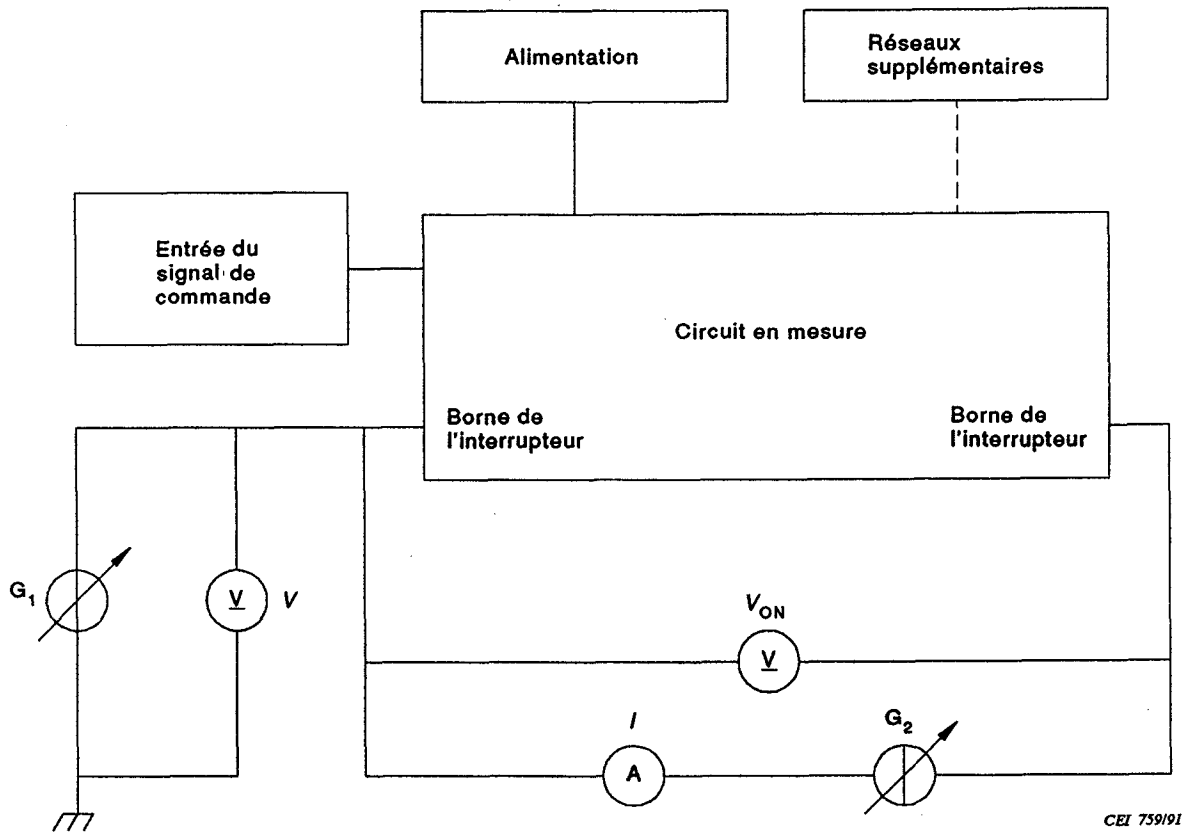 Alimentation
Réseaux
supplémentaires
Entrée du
signal de
commande
Circuit en mesure
Borne de
l'interrupteur
Borne de
l'interrupteur
G1
V
V
VON
V
I
A
G2
CEI 759/91